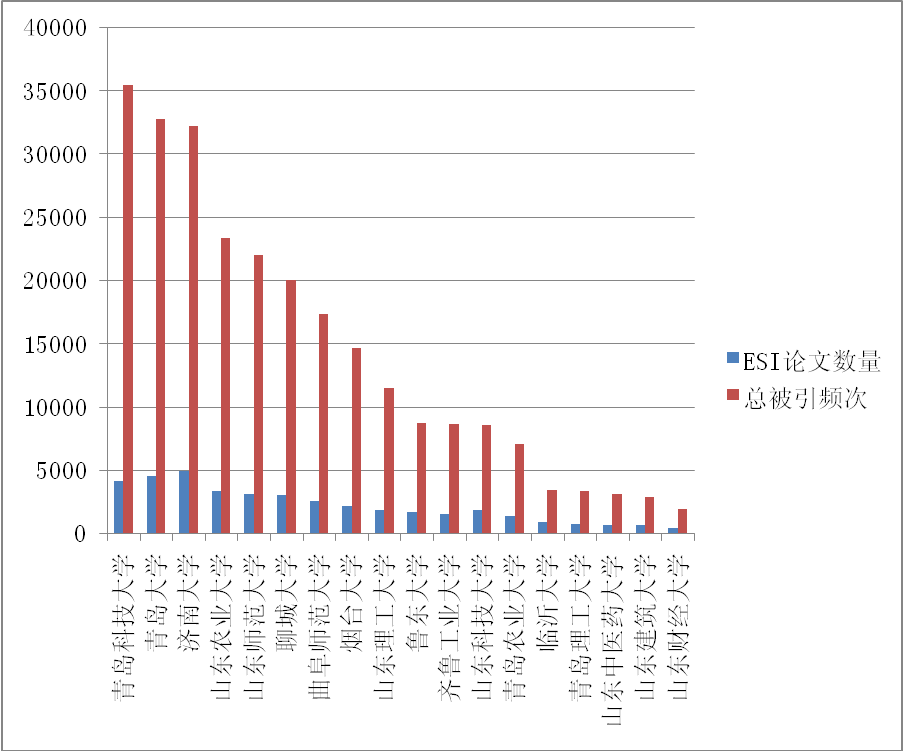 40000
35000
30000
25000
20000
15000
10000
5000
0
ESI论文数量
总被引频次
青岛科技大学
青岛大学
济南大学
山东农业大学
山东师范大学
聊城大学
曲阜师范大学
烟台大学
山东理工大学
鲁东大学
齐鲁工业大学
山东科技大学
青岛农业大学
临沂大学
青岛理工大学
山东中医药大学
山东建筑大学
山东财经大学